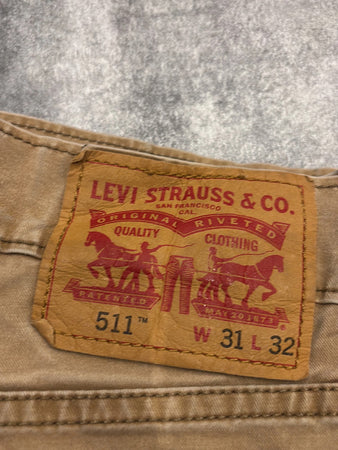 LEVI STRAUSS & CO.
SAN FRANCISCO
CAL.
ORIGINAL RIVETED
QUALITY CLOTHING
PATENTED MAY 20 1873
511™ W 31 L 32